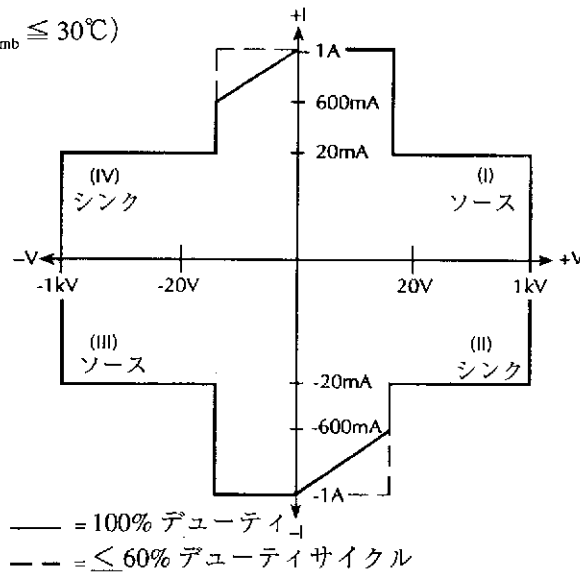 mb ≦ 30℃)
+I
1A
600mA
20mA
(IV)
シンク
(I)
ソース
–V
+V
-1kV
-20V
20V
1kV
(III)
ソース
(II)
シンク
-20mA
-600mA
-1A
-I
= 100% デューティ
= ≦ 60% デューティサイクル